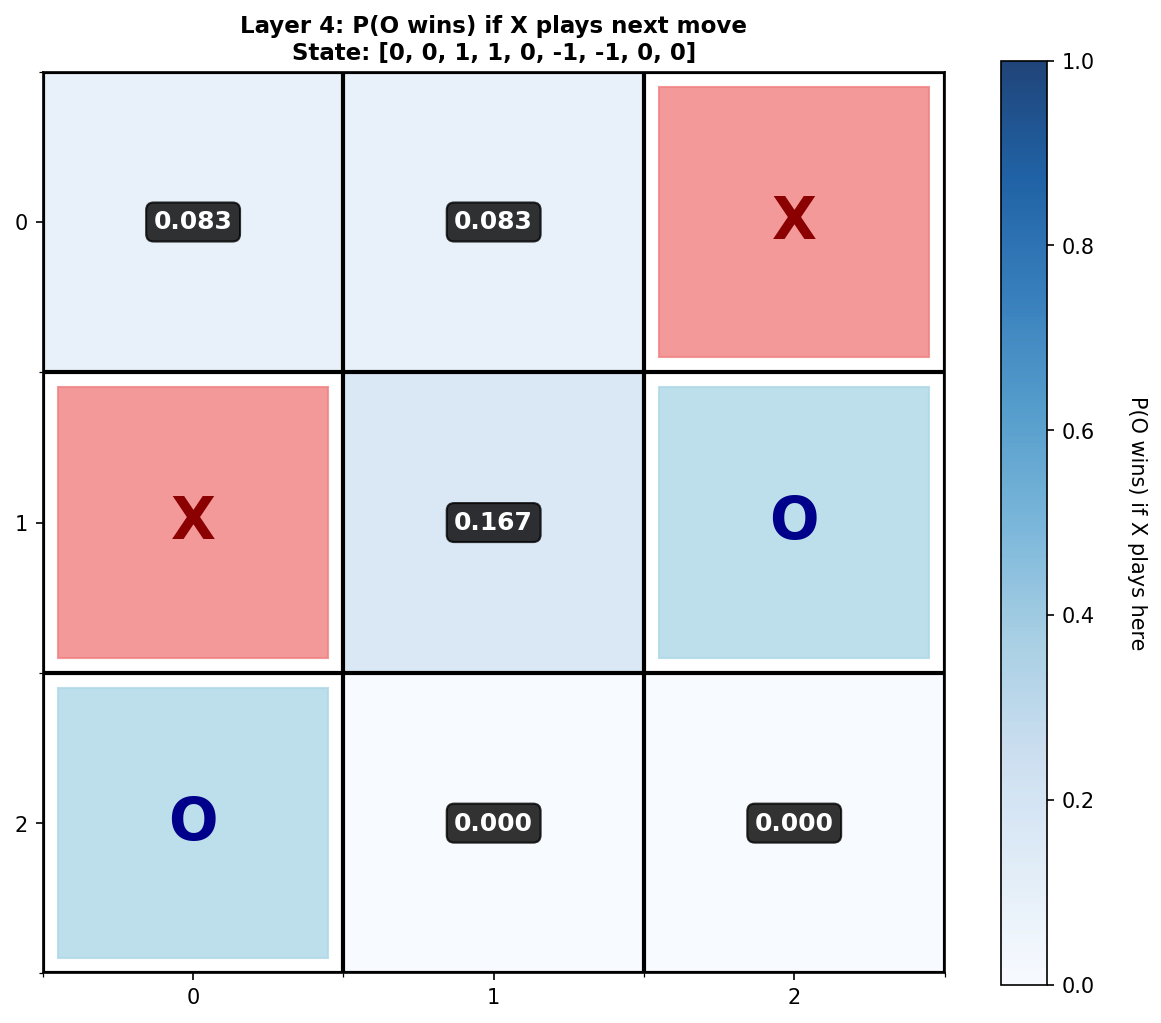 Layer 4: P(O wins) if X plays next move
State: [0, 0, 1, 1, 0, -1, -1, 0, 0]
0
0.083
0.083
X
1
X
0.167
O
2
O
0.000
0.000
0
1
2
1.0
0.8
0.6
0.4
0.2
0.0
P(O wins) if X plays here